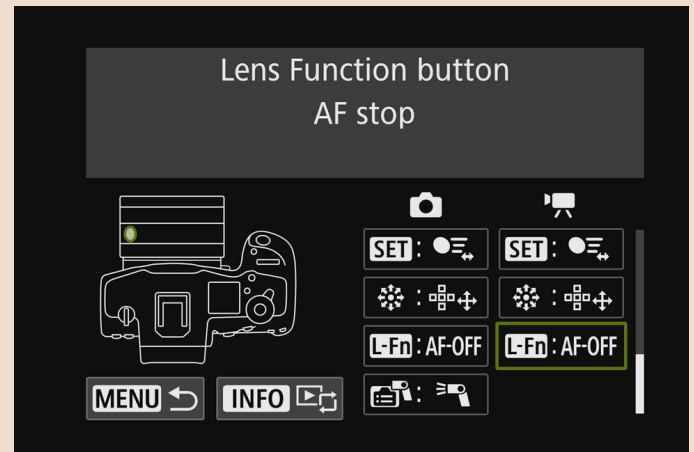 Lens Function button
AF stop
SET : SET :
: :
L-Fn : AF-OFF L-Fn : AF-OFF
MENU INFO :